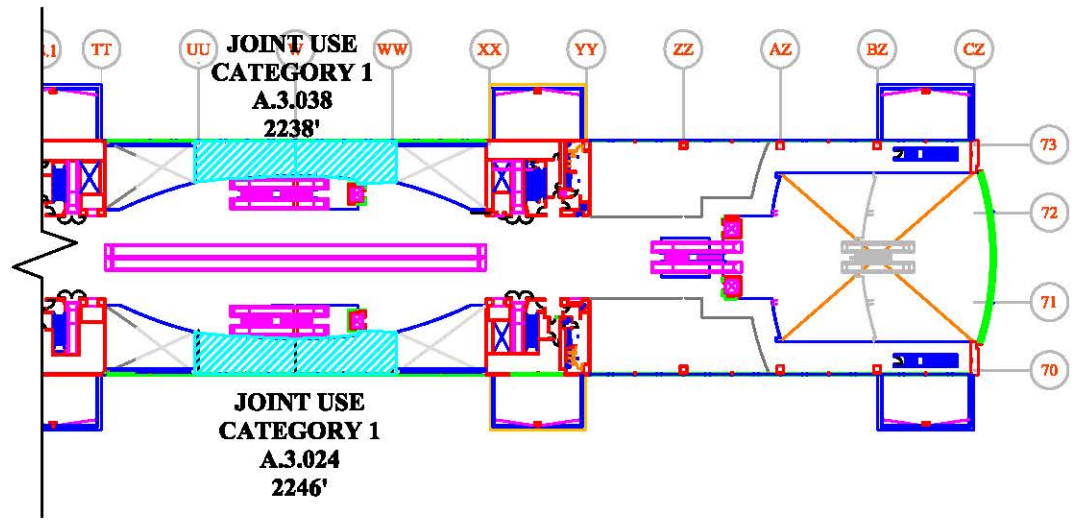 .1
TT
UU
W
WW
XX
YY
ZZ
AZ
BZ
CZ
JOINT USE
CATEGORY 1
A.3.038
2238'
73
72
71
70
JOINT USE
CATEGORY 1
A.3.024
2246'